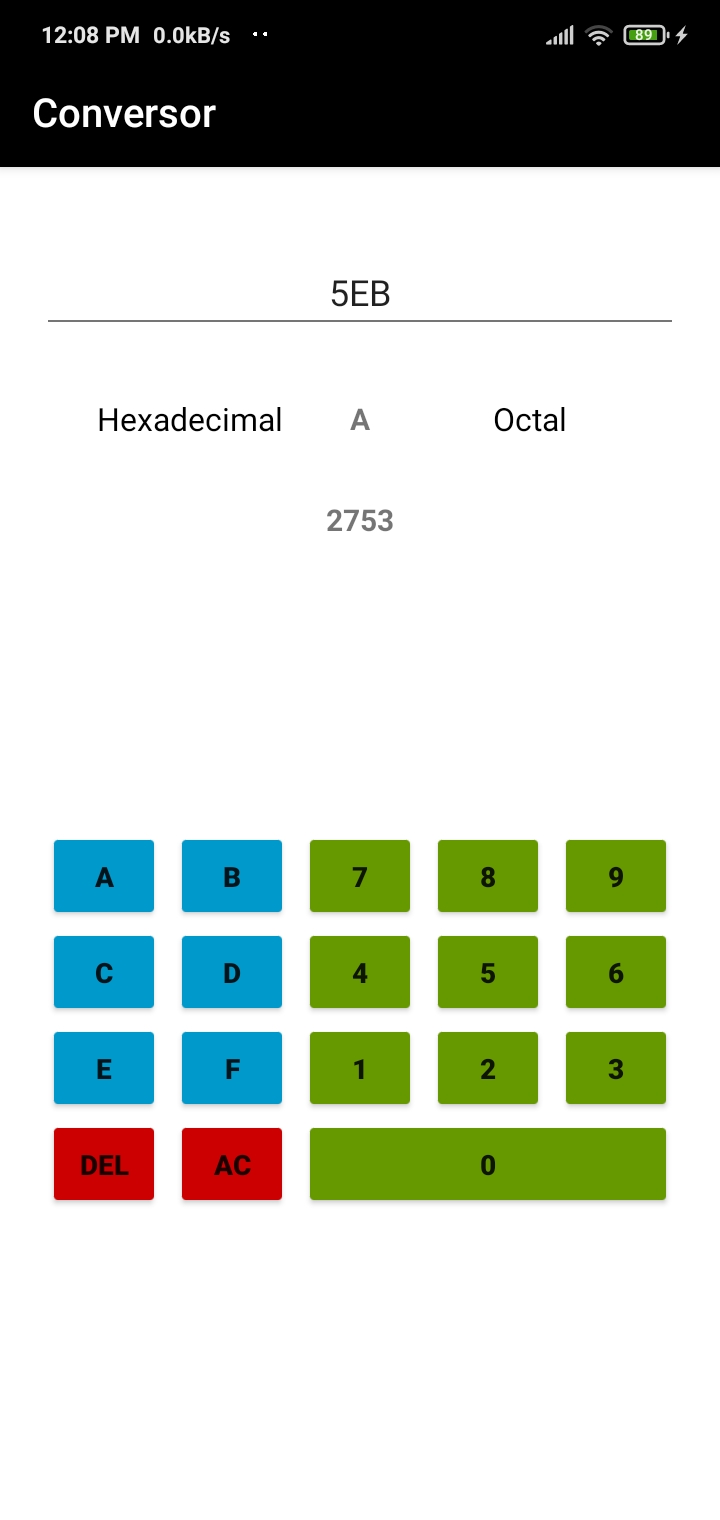 12:08 PM 0.0kB/s 89
Conversor
5EB
Hexadecimal A Octal
2753
A B 7 8 9
C D 4 5 6
E F 1 2 3
DEL AC 0